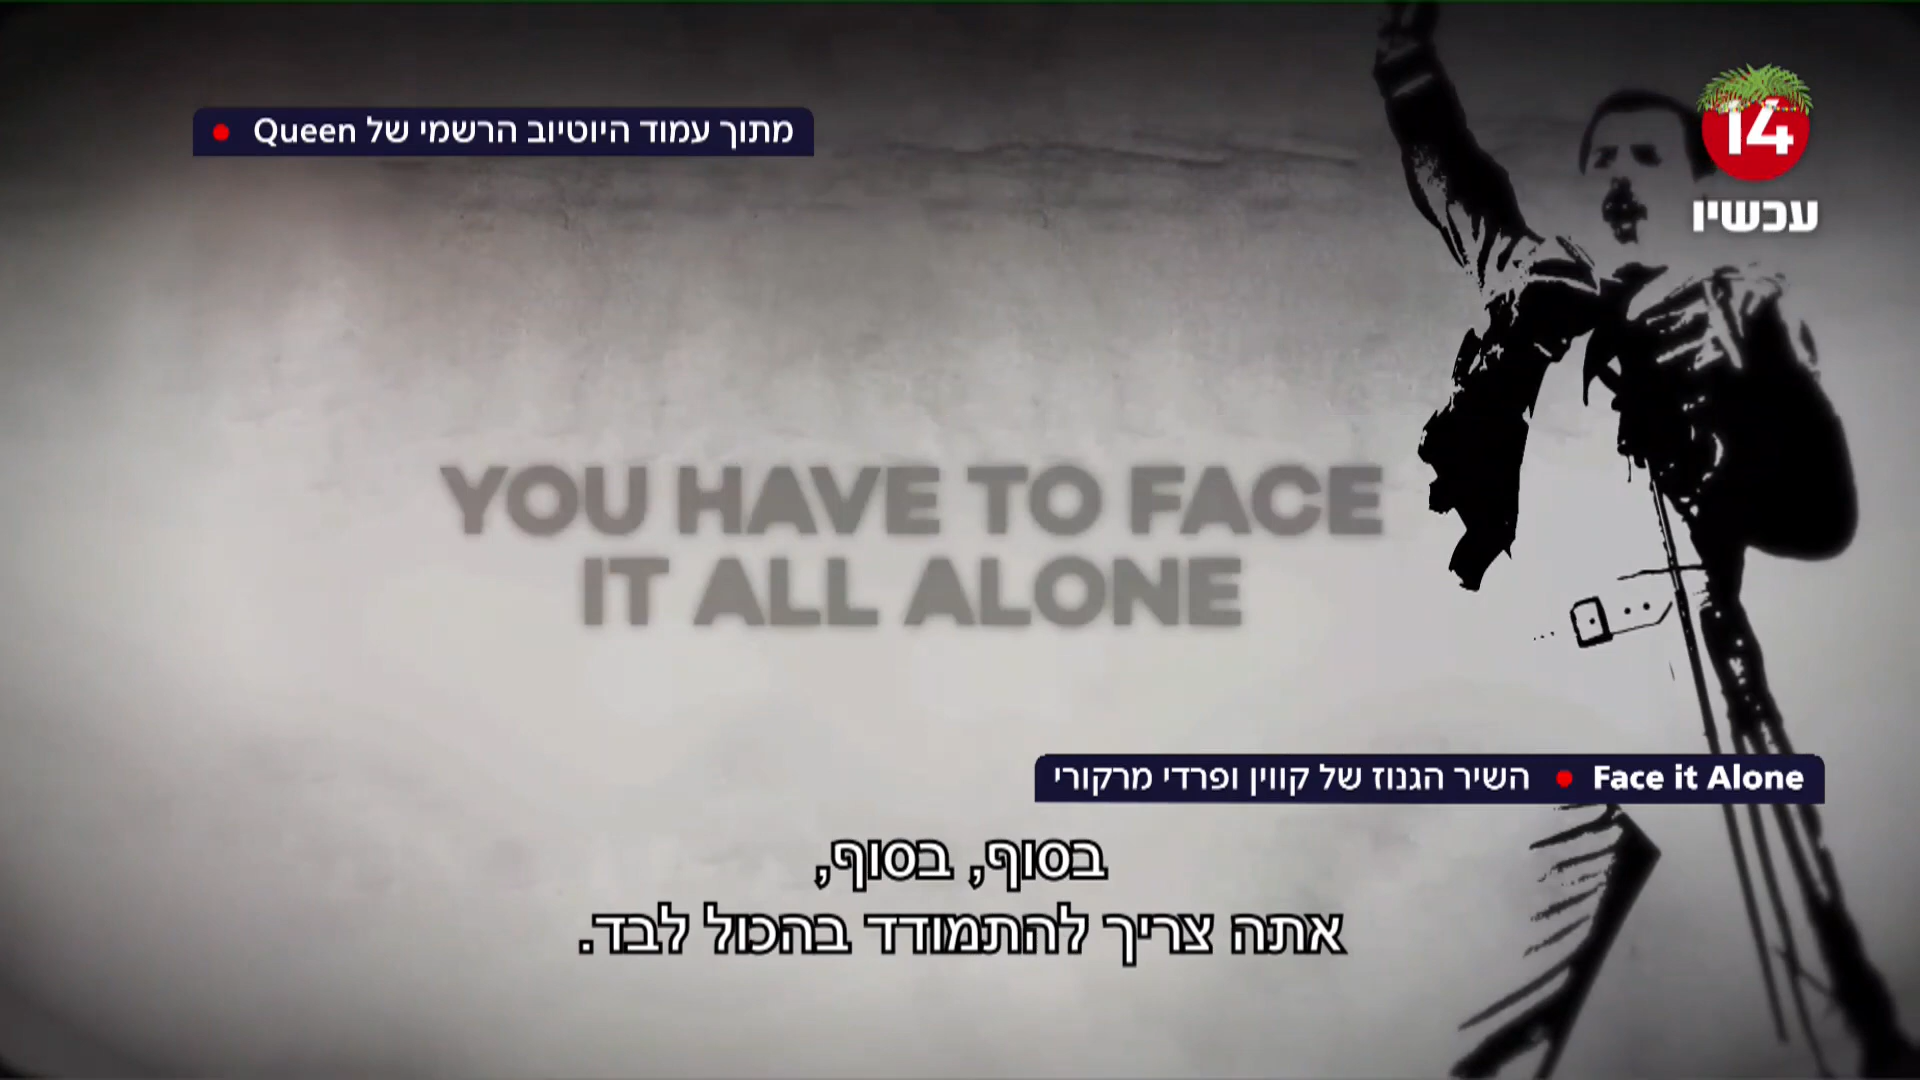 מתוך עמוד היוטיוב הרשמי של Queen
14
עכשיו
YOU HAVE TO FACE
IT ALL ALONE
Face it Alone • השיר הגנוז של קווין ופרדי מרקורי
בסוף, בסוף,
אתה צריך להתמודד בהכול לבד.